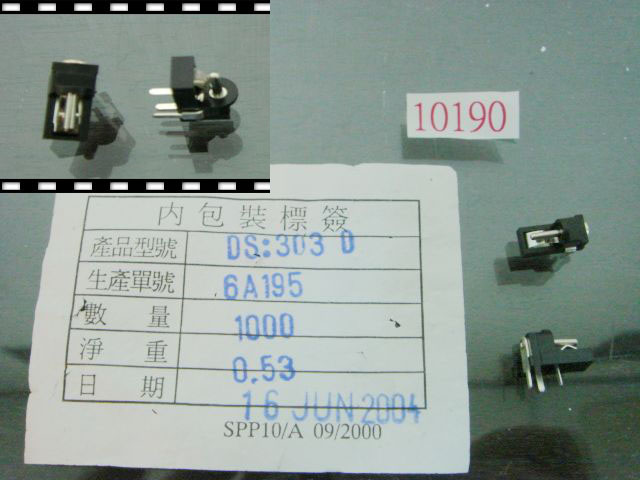 10190
內包裝標簽
產品型號 DS:303 D
生產單號 6A195
數 量 1000
淨 重 0.53
日 期 16 JUN 2004
SPP10/A 09/2000